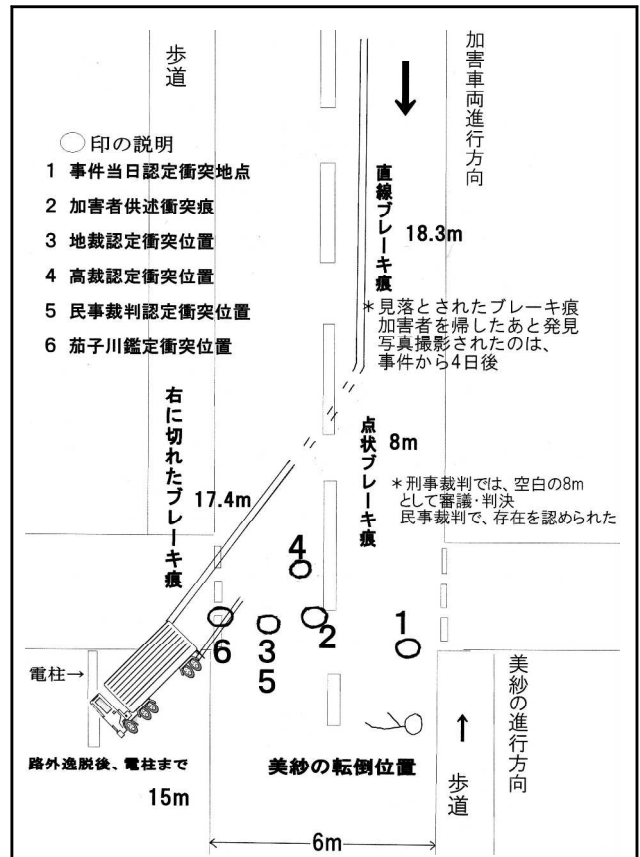 歩道
加害車両進行方向
○印の説明
1 事件当日認定衝突地点
2 加害者供述衝突痕
3 地裁認定衝突位置
4 高裁認定衝突位置
5 民事裁判認定衝突位置
6 茄子川鑑定衝突位置
直線ブレーキ痕
18.3m
*見落とされたブレーキ痕
加害者を帰したあと発見
写真撮影されたのは、
事件から4日後
右に切れたブレーキ痕
17.4m
点状ブレーキ痕
8m
*刑事裁判では、空白の8m
として審議・判決
民事裁判で、存在を認められた
4
6
3
5
2
1
電柱→
路外逸脱後、電柱まで
15m
美紗の転倒位置
歩道
美紗の進行方向
6m